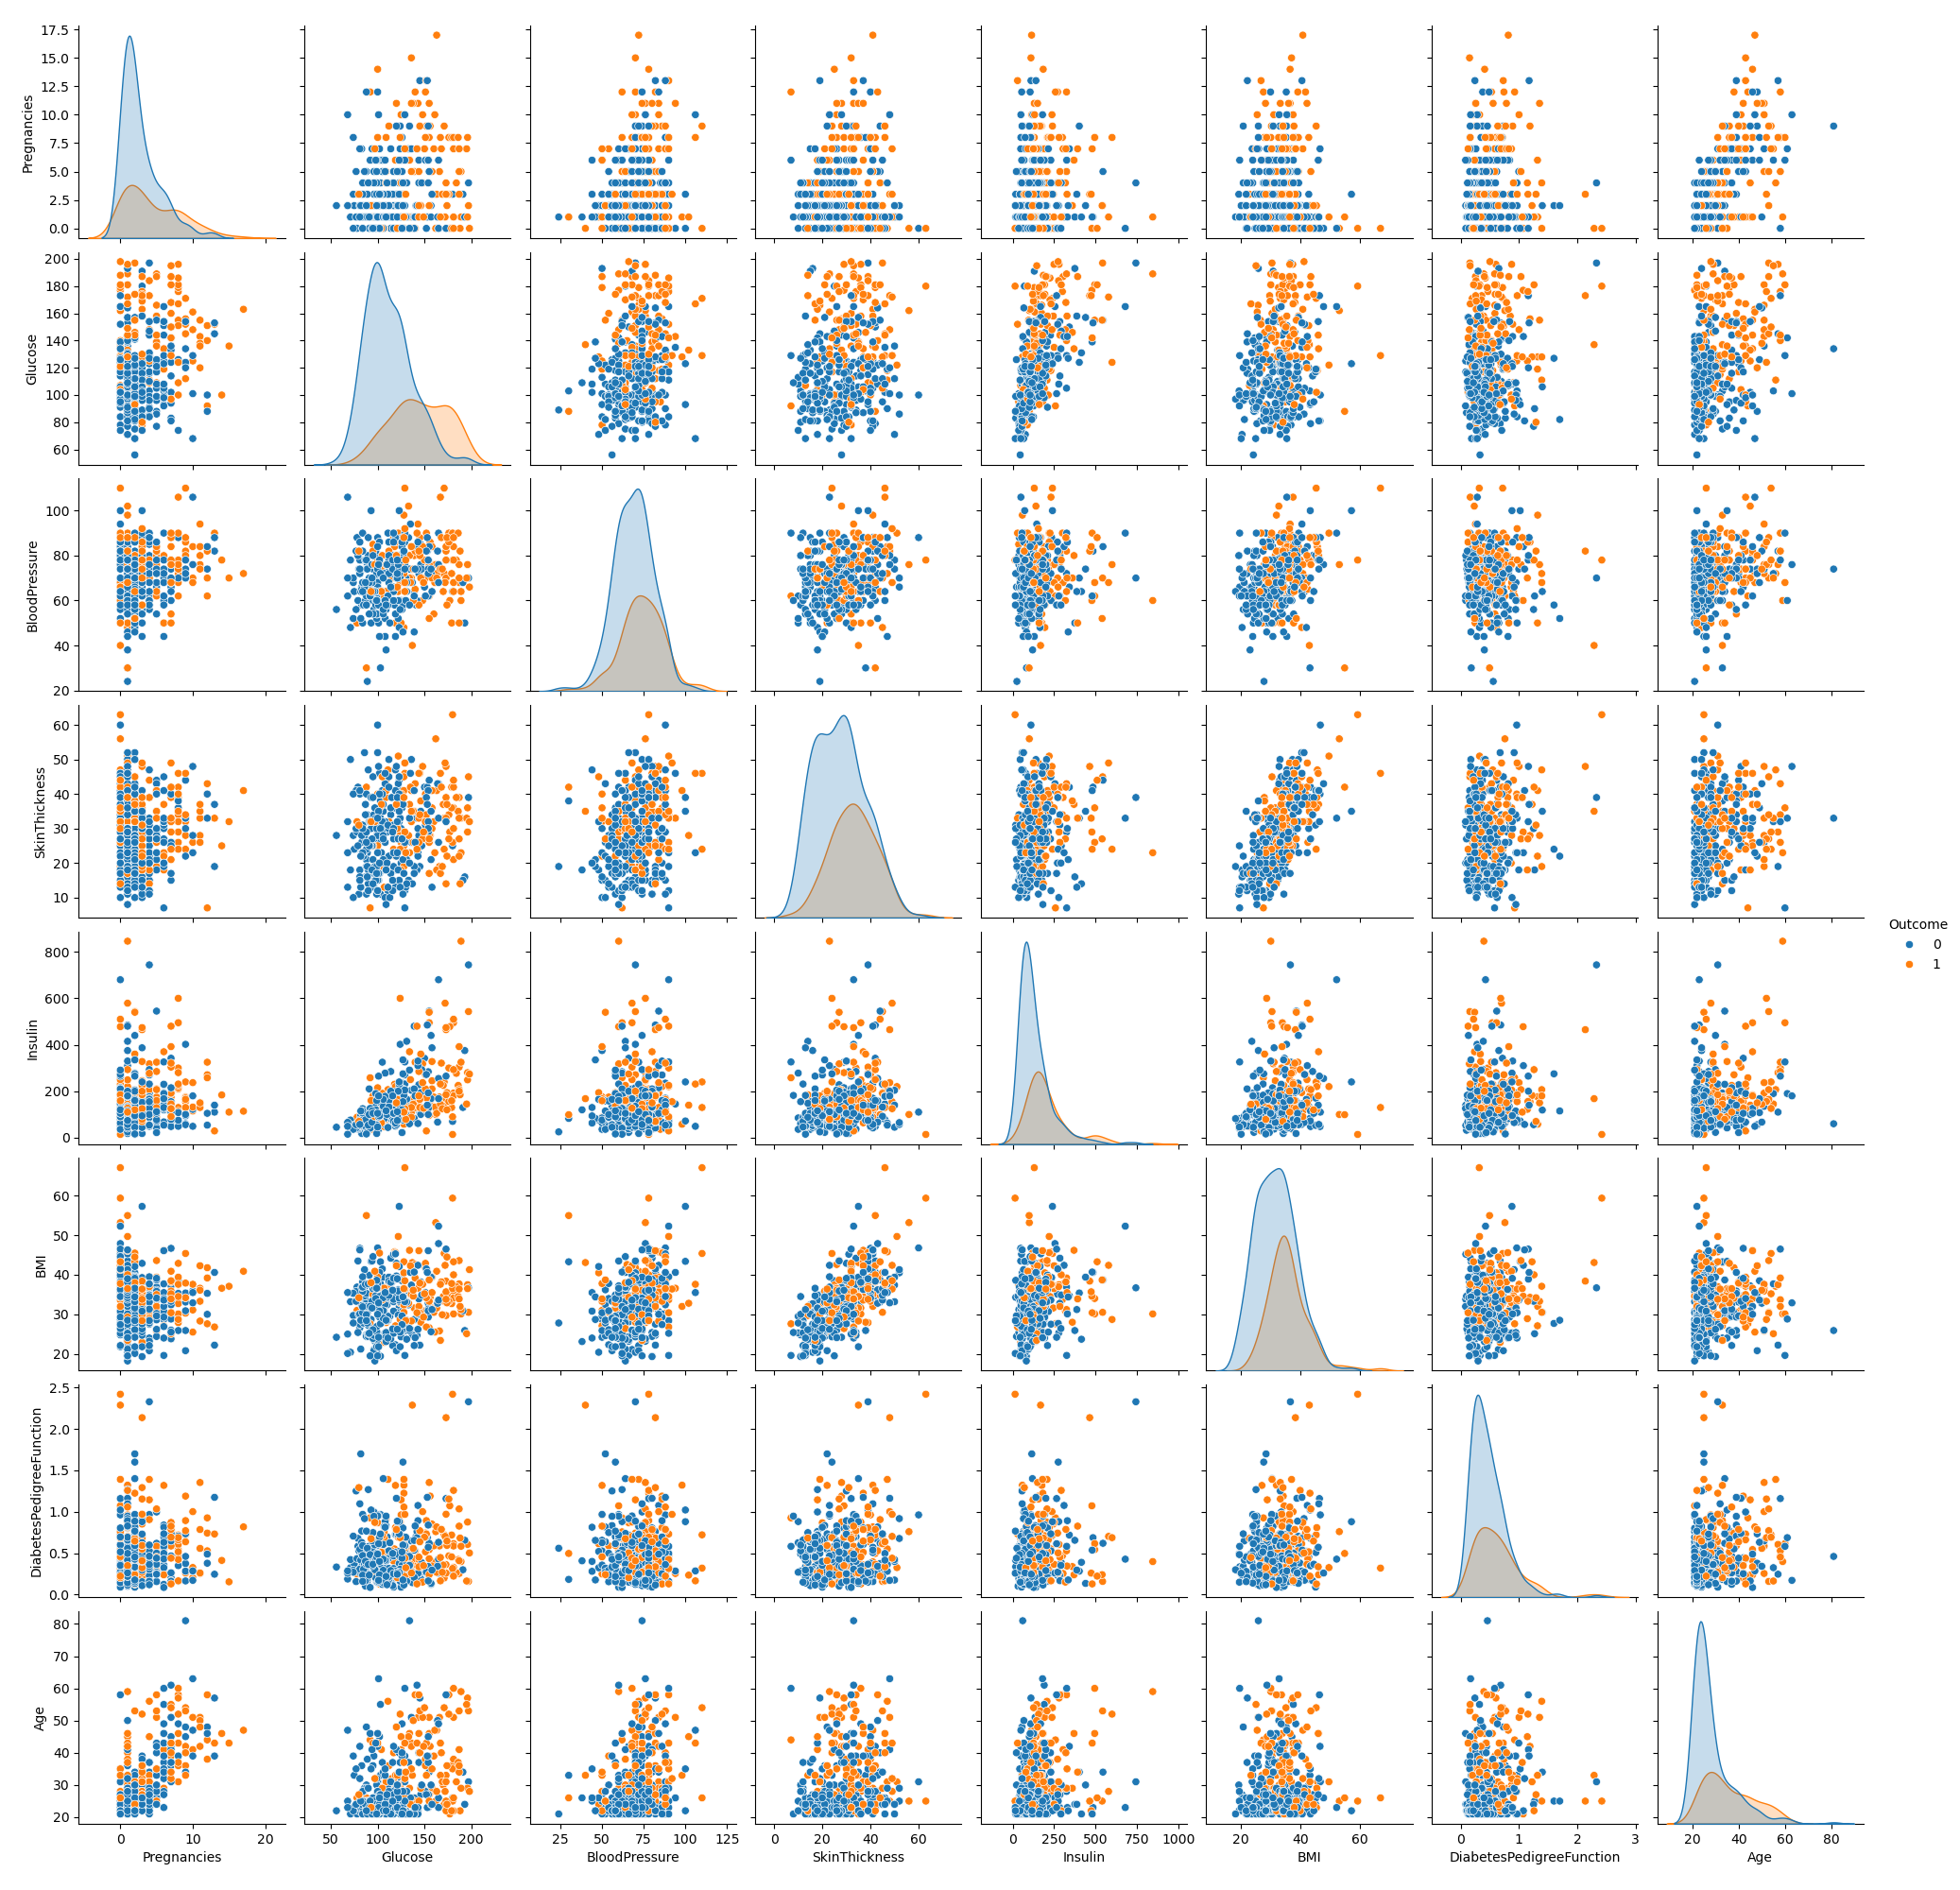 17.5
15.0
12.5
10.0
7.5
5.0
2.5
0.0
Pregnancies
200
180
160
140
120
100
80
60
Glucose
100
80
60
40
20
BloodPressure
60
50
40
30
20
10
SkinThickness
800
600
400
200
0
Insulin
60
50
40
30
20
BMI
2.5
2.0
1.5
1.0
0.5
0.0
DiabetesPedigreeFunction
80
70
60
50
40
30
20
Age
0 10 20
50 100 150 200
25 50 75 100 125
0 20 40 60
0 250 500 750 1000
20 40 60
0 1 2 3
20 40 60 80
Pregnancies
Glucose
BloodPressure
SkinThickness
Insulin
BMI
DiabetesPedigreeFunction
Age
Outcome
0
1